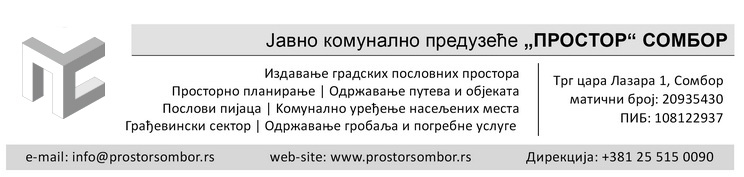 Јавно комунално предузеће „ПРОСТОР“ СОМБОР
Издавање градских пословних простора
Просторно планирање | Одржавање путева и објеката
Послови пијаца | Комунално уређење насељених места
Грађевински сектор | Одржавање гробаља и погребне услуге
Трг цара Лазара 1, Сомбор
матични број: 20935430
ПИБ: 108122937
e-mail: info@prostorsombor.rs web-site: www.prostorsombor.rs Дирекција: +381 25 515 0090